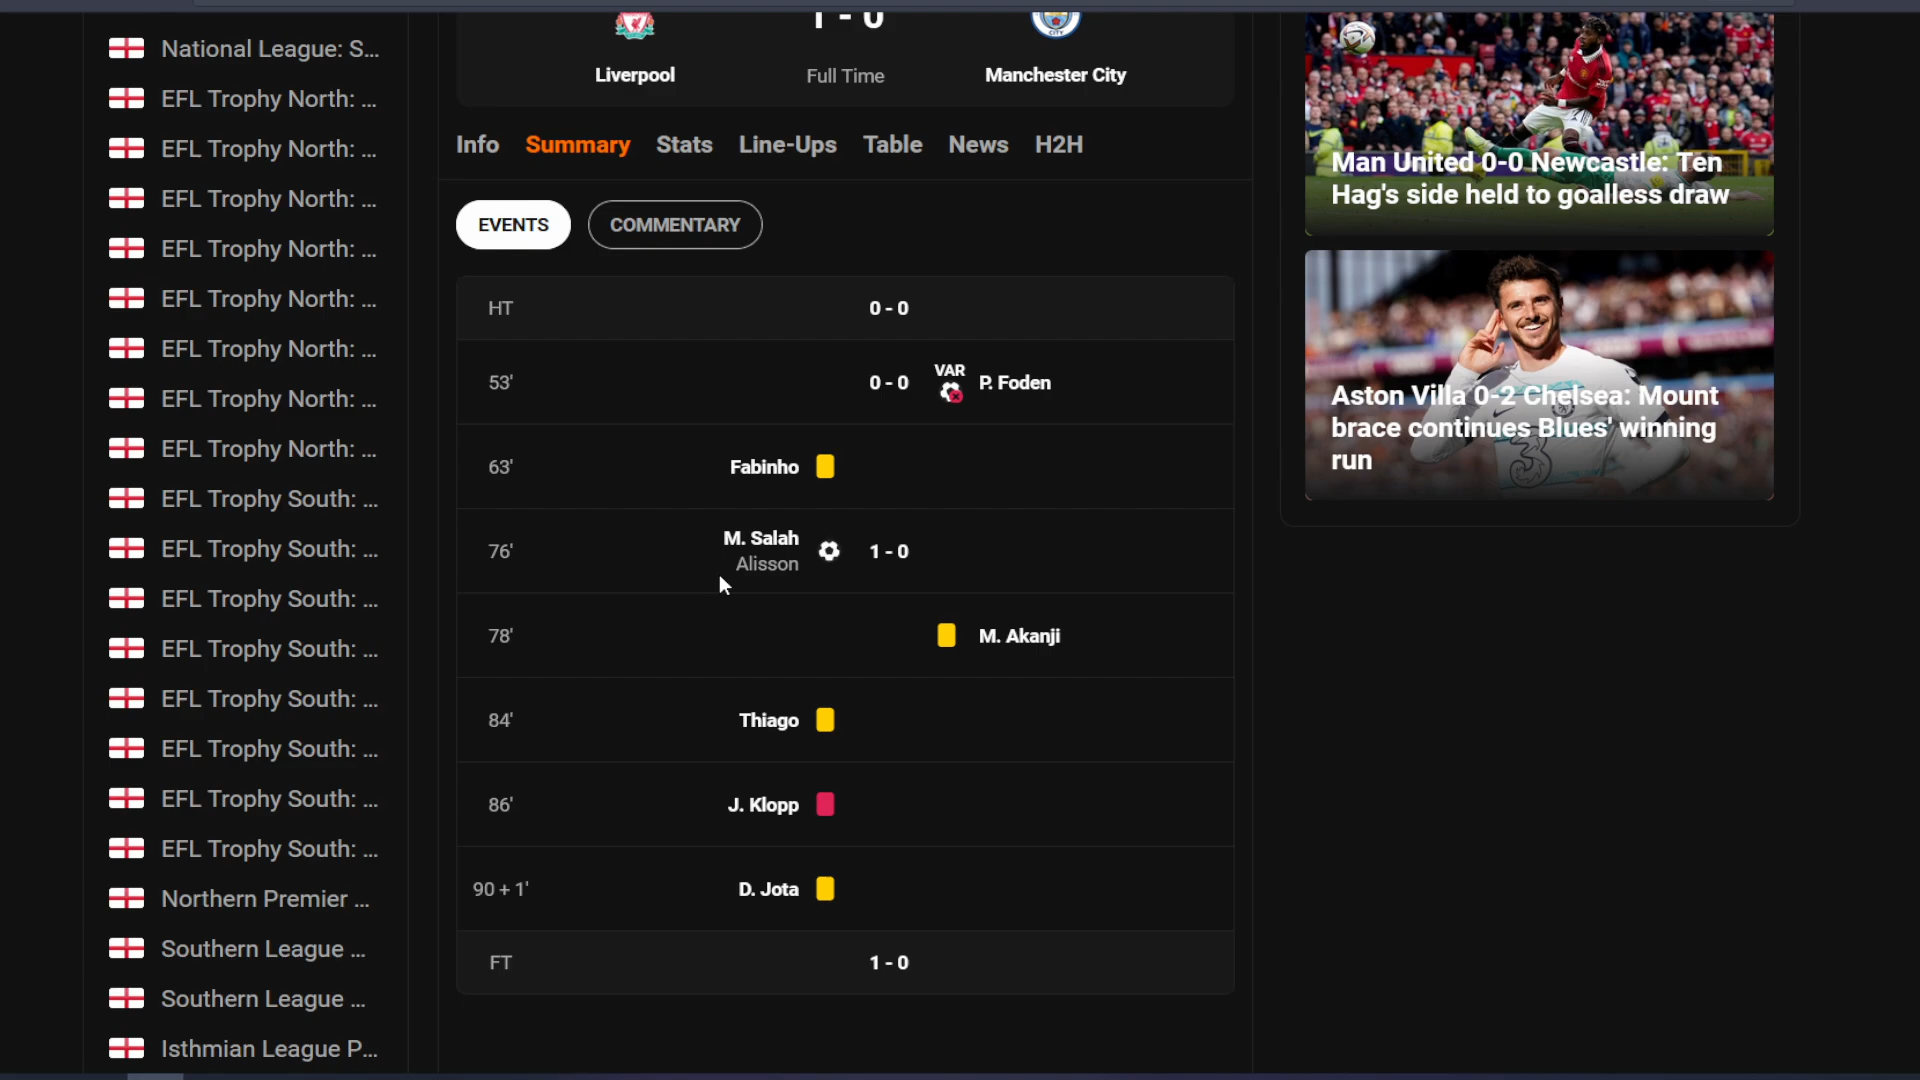 National League: S...
EFL Trophy North: ...
EFL Trophy North: ...
EFL Trophy North: ...
EFL Trophy North: ...
EFL Trophy North: ...
EFL Trophy North: ...
EFL Trophy North: ...
EFL Trophy North: ...
EFL Trophy South: ...
EFL Trophy South: ...
EFL Trophy South: ...
EFL Trophy South: ...
EFL Trophy South: ...
EFL Trophy South: ...
EFL Trophy South: ...
EFL Trophy South: ...
Northern Premier ...
Southern League ...
Southern League ...
Isthmian League P...
1 - 0
CITY
Liverpool
Full Time
Manchester City
Info Summary Stats Line-Ups Table News H2H
EVENTS COMMENTARY
HT 0 - 0
53' 0 - 0 VAR P. Foden
63' Fabinho
76' M. Salah 1 - 0
Alisson
78' M. Akanji
84' Thiago
86' J. Klopp
90 + 1' D. Jota
FT 1 - 0
Man United 0-0 Newcastle: Ten
Hag's side held to goalless draw
Aston Villa 0-2 Chelsea: Mount
brace continues Blues' winning
run
3